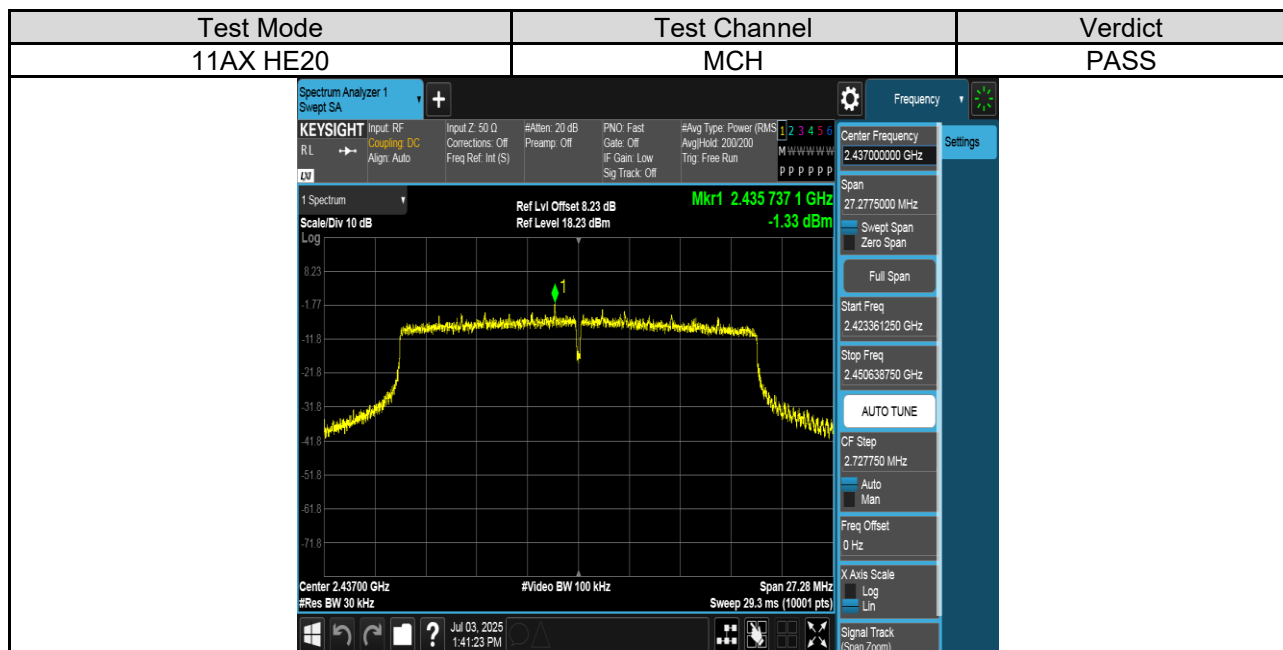 Test Mode Test Channel Verdict
11AX HE20 MCH PASS
Spectrum Analyzer 1
Swept SA
+
Frequency
KEYSIGHT
RL
LXI
Input: RF
Coupling: DC
Align: Auto
Input Z: 50 Ω
Corrections: Off
Freq Ref: Int (S)
#Atten: 20 dB
Preamp: Off
PNO: Fast
Gate: Off
IF Gain: Low
Sig Track: Off
#Avg Type: Power (RMS
Avg|Hold: 200/200
Trig: Free Run
1 2 3 4 5 6
M W W W W W
P P P P P P
Center Frequency
2.437000000 GHz
Settings
Span
27.2775000 MHz
Swept Span
Zero Span
Full Span
Start Freq
2.423361250 GHz
Stop Freq
2.450638750 GHz
AUTO TUNE
CF Step
2.727750 MHz
Auto
Man
Freq Offset
0 Hz
X Axis Scale
Log
Lin
Signal Track
(Span Zoom)
1 Spectrum
Scale/Div 10 dB
Log
Ref Lvl Offset 8.23 dB
Ref Level 18.23 dBm
Mkr1 2.435 737 1 GHz
-1.33 dBm
1
8.23
-1.77
-11.8
-21.8
-31.8
-41.8
-51.8
-61.8
-71.8
Center 2.43700 GHz
#Res BW 30 kHz
#Video BW 100 kHz
Span 27.28 MHz
Sweep 29.3 ms (10001 pts)
?
Jul 03, 2025
1:41:23 PM